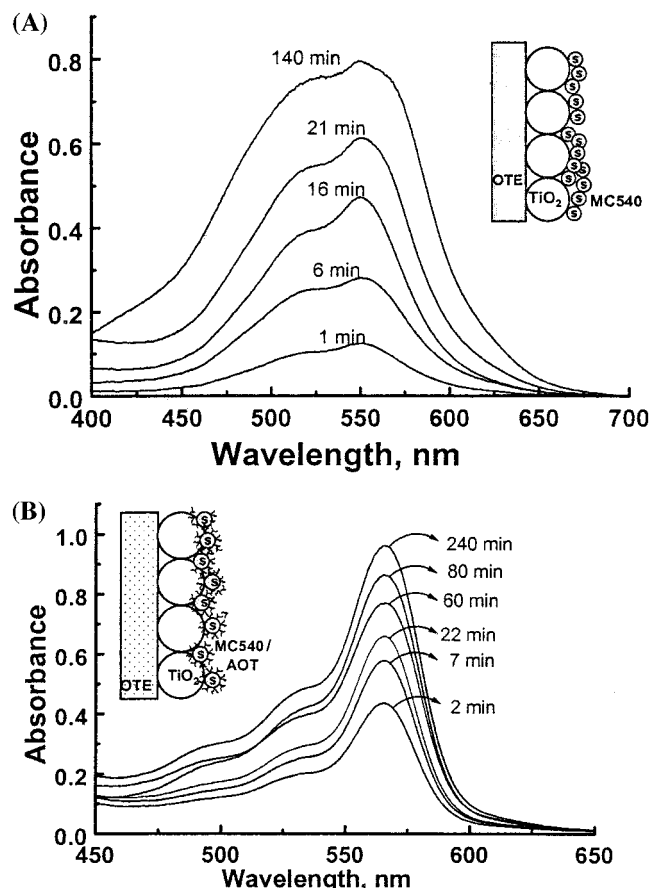 (A)
Absorbance
0.8
0.6
0.4
0.2
0.0
140 min
21 min
16 min
6 min
1 min
S
S
S
S
S
S
S
S
S
S
S
S
S
S
OTE
TiO₂
MC540
400 450 500 550 600 650 700
Wavelength, nm
(B)
Absorbance
1.0
0.8
0.6
0.4
0.2
0.0
S
S
S
S
S
S
S
S
MC540/
AOT
OTE
TiO₂
240 min
80 min
60 min
22 min
7 min
2 min
450 500 550 600 650
Wavelength, nm